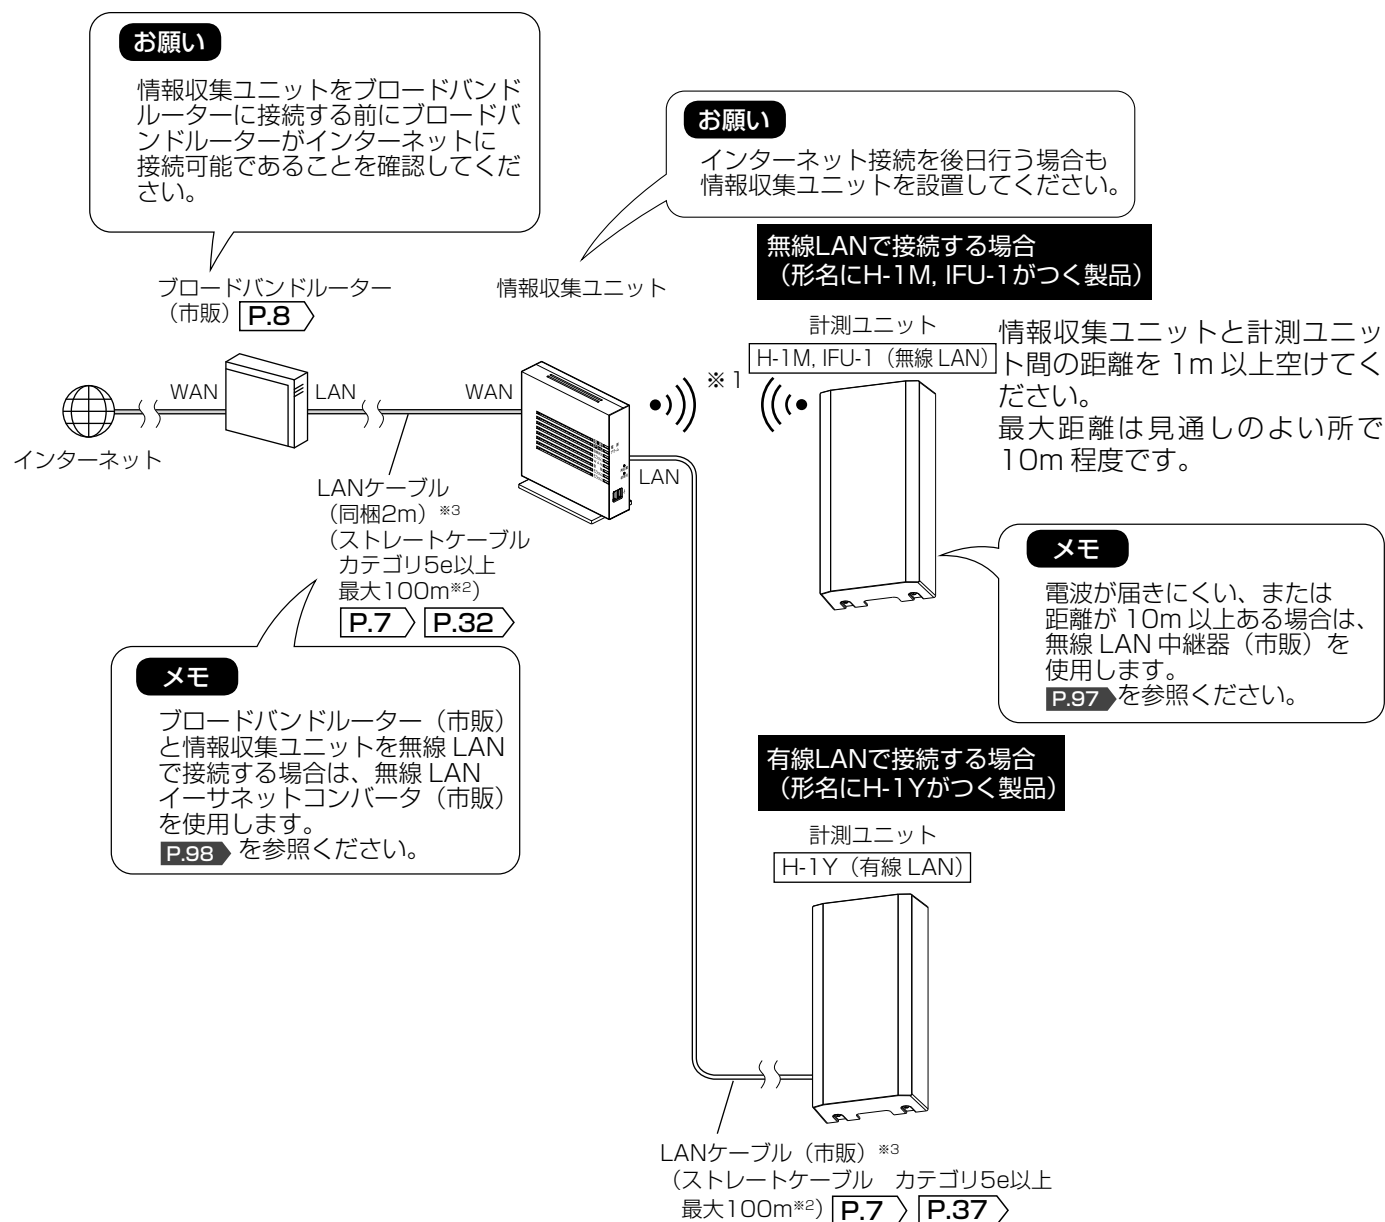 お願い
情報収集ユニットをブロードバンド
ルーターに接続する前にブロードバ
ンドルーターがインターネットに
接続可能であることを確認してくだ
さい。
お願い
インターネット接続を後日行う場合も
情報収集ユニットを設置してください。
ブロードバンドルーター
（市販） P.8
情報収集ユニット
無線LANで接続する場合
（形名にH-1M, IFU-1がつく製品）
計測ユニット
H-1M, IFU-1（無線 LAN）
情報収集ユニットと計測ユニッ
ト間の距離を 1m 以上空けてく
ださい。
最大距離は見通しのよい所で
10m 程度です。
WAN
LAN
WAN
※1
インターネット
LAN
LANケーブル
（同梱2m）※3
（ストレートケーブル
カテゴリ5e以上
最大100m※2）
P.7 P.32
メモ
電波が届きにくい、または
距離が 10m 以上ある場合は、
無線 LAN 中継器（市販）を
使用します。
P.97 を参照ください。
メモ
ブロードバンドルーター（市販）
と情報収集ユニットを無線 LAN
で接続する場合は、無線 LAN
イーサネットコンバータ（市販）
を使用します。
P.98 を参照ください。
有線LANで接続する場合
（形名にH-1Yがつく製品）
計測ユニット
H-1Y（有線 LAN）
LANケーブル（市販）※3
（ストレートケーブル　カテゴリ5e以上
最大100m※2） P.7 P.37